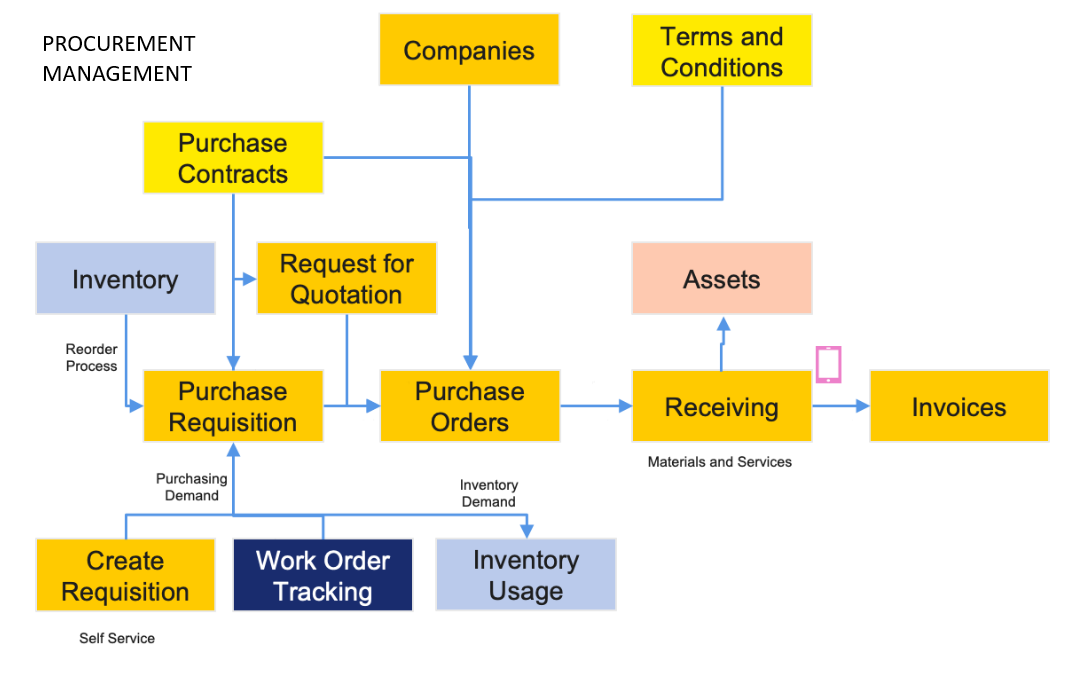 PROCUREMENT
MANAGEMENT
Companies
Terms and
Conditions
Purchase
Contracts
Inventory
Request for
Quotation
Assets
Reorder
Process
Purchase
Requisition
Purchase
Orders
Receiving
Invoices
Materials and Services
Purchasing
Demand
Inventory
Demand
Create
Requisition
Work Order
Tracking
Inventory
Usage
Self Service